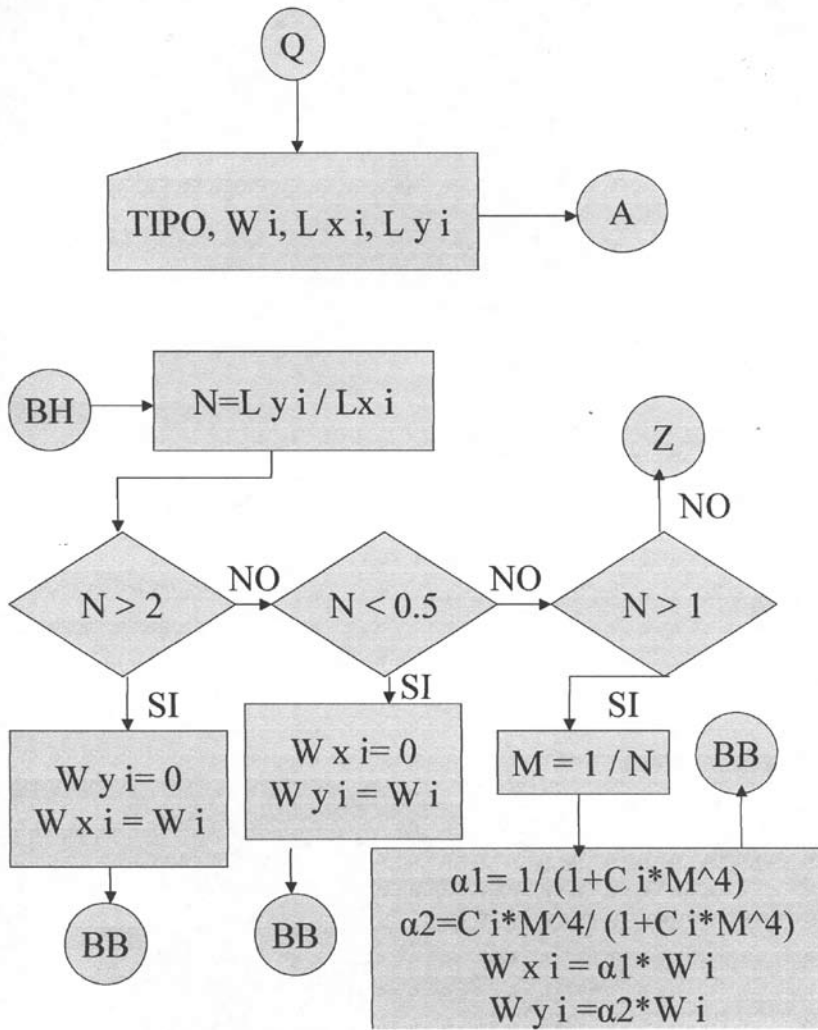 Q
TIPO, W i, L x i, L y i
A
BH
N=L y i / Lx i
Z
NO
N > 2
NO
N < 0.5
NO
N > 1
SI
SI
SI
W y i= 0
W x i = W i
W x i= 0
W y i = W i
M = 1 / N
BB
BB
BB
α1= 1/ (1+C i*M^4)
α2=C i*M^4/ (1+C i*M^4)
W x i = α1* W i
W y i =α2*W i